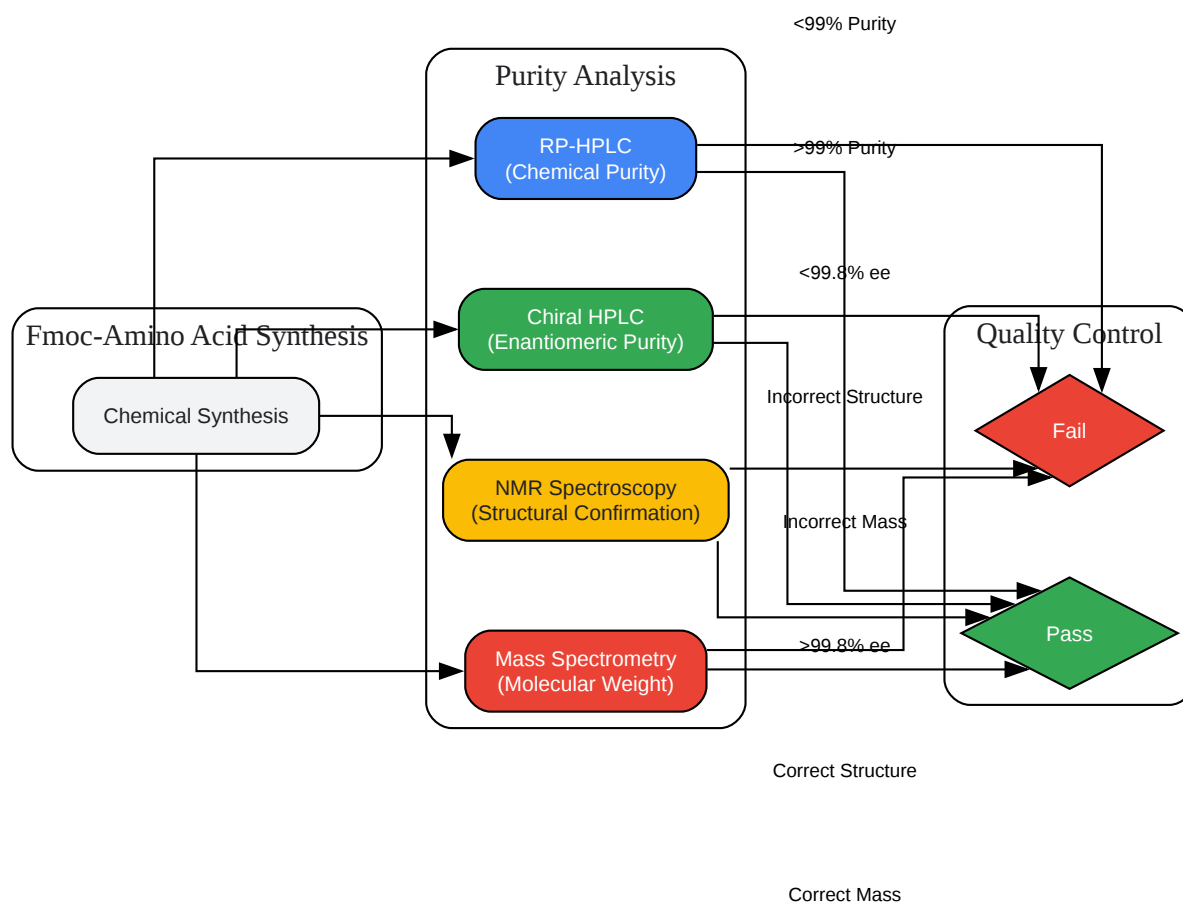 <99% Purity
Purity Analysis
RP-HPLC
(Chemical Purity)
>99% Purity
<99.8% ee
Fmoc-Amino Acid Synthesis
Chiral HPLC
(Enantiomeric Purity)
Quality Control
Chemical Synthesis
Incorrect Structure
Fail
NMR Spectroscopy
(Structural Confirmation)
Incorrect Mass
Mass Spectrometry
(Molecular Weight)
>99.8% ee
Pass
Correct Structure
Correct Mass